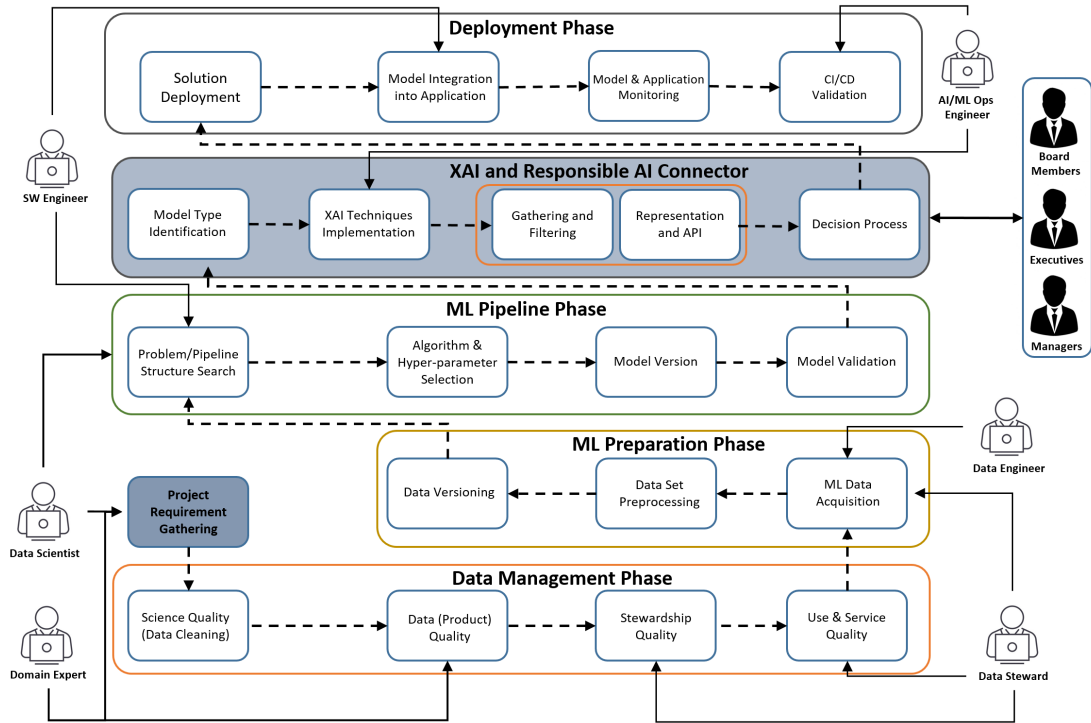 Deployment Phase
Solution
Deployment
Model Integration
into Application
Model & Application
Monitoring
CI/CD
Validation
AI/ML Ops
Engineer
Board
Members
SW Engineer
XAI and Responsible AI Connector
Model Type
Identification
XAI Techniques
Implementation
Gathering and
Filtering
Representation
and API
Decision Process
Executives
Managers
ML Pipeline Phase
Problem/Pipeline
Structure Search
Algorithm &
Hyper-parameter
Selection
Model Version
Model Validation
ML Preparation Phase
Data Versioning
Data Set
Preprocessing
ML Data
Acquisition
Data Engineer
Project
Requirement
Gathering
Data Scientist
Data Management Phase
Science Quality
(Data Cleaning)
Data (Product)
Quality
Stewardship
Quality
Use & Service
Quality
Domain Expert
Data Steward